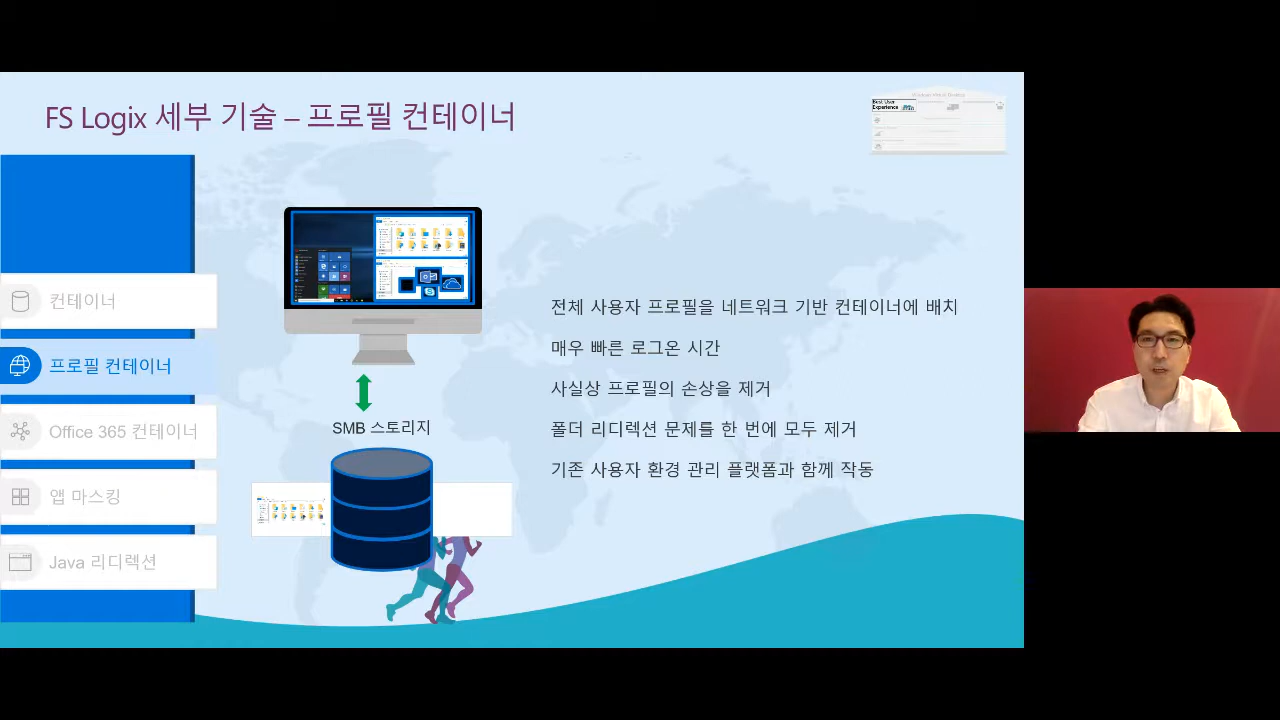 FS Logix 세부 기술 – 프로필 컨테이너
Best User
Experience
컨테이너
프로필 컨테이너
Office 365 컨테이너
앱 마스킹
Java 리디렉션
SMB 스토리지
전체 사용자 프로필을 네트워크 기반 컨테이너에 배치
매우 빠른 로그온 시간
사실상 프로필의 손상을 제거
폴더 리디렉션 문제를 한 번에 모두 제거
기존 사용자 환경 관리 플랫폼과 함께 작동